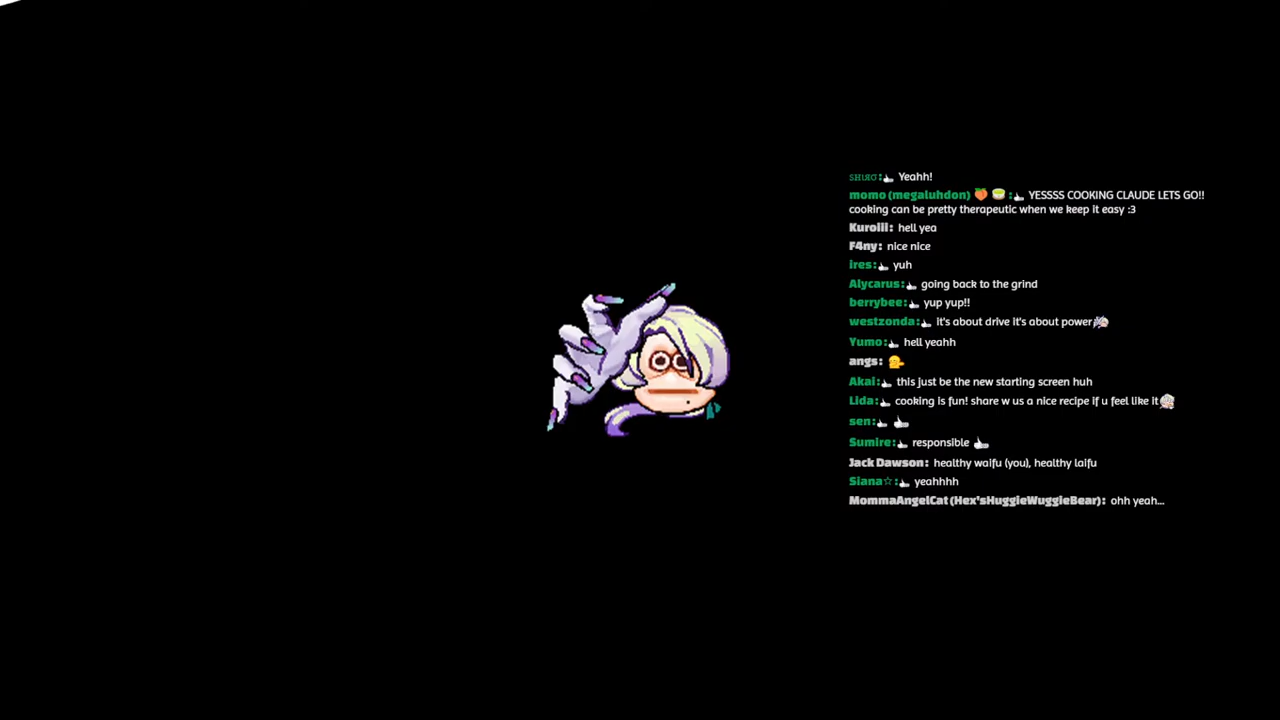 sʜιяσ: Yeahh!
momo (megaluhdon) 🍑 🍵 : YESSSS COOKING CLAUDE LETS GO!!
cooking can be pretty therapeutic when we keep it easy :3
Kuroiii: hell yea
F4ny: nice nice
ires: yuh
Alycarus: going back to the grind
berrybee: yup yup!!
westzonda: it's about drive it's about power
Yumo: hell yeahh
angs:
Akai: this just be the new starting screen huh
Lida: cooking is fun! share w us a nice recipe if u feel like it
sen:
Sumire: responsible
Jack Dawson: healthy waifu (you), healthy laifu
Siana☆: yeahhhh
MommaAngelCat (Hex'sHuggieWuggieBear): ohh yeah...